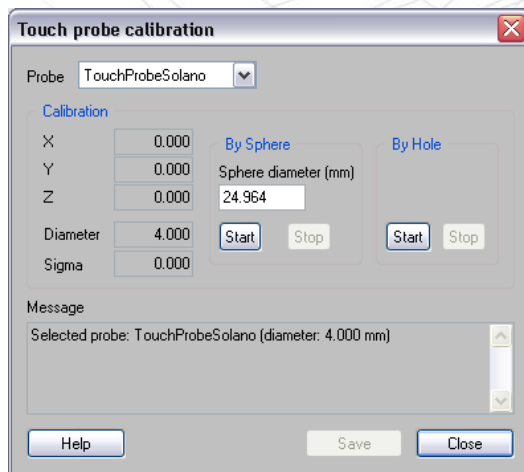 Touch probe calibration
Probe TouchProbeSolano
Calibration
X 0.000
Y 0.000
Z 0.000
Diameter 4.000
Sigma 0.000
By Sphere
Sphere diameter (mm)
24.964
Start Stop
By Hole
Start Stop
Message
Selected probe: TouchProbeSolano (diameter: 4.000 mm)
Help Save Close